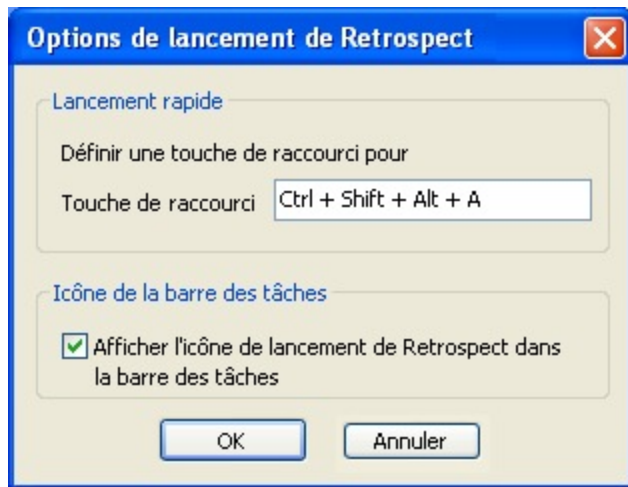 Options de lancement de Retrospect
Lancement rapide
Définir une touche de raccourci pour
Touche de raccourci Ctrl + Shift + Alt + A
Icône de la barre des tâches
Afficher l'icône de lancement de Retrospect dans
la barre des tâches
OK Annuler